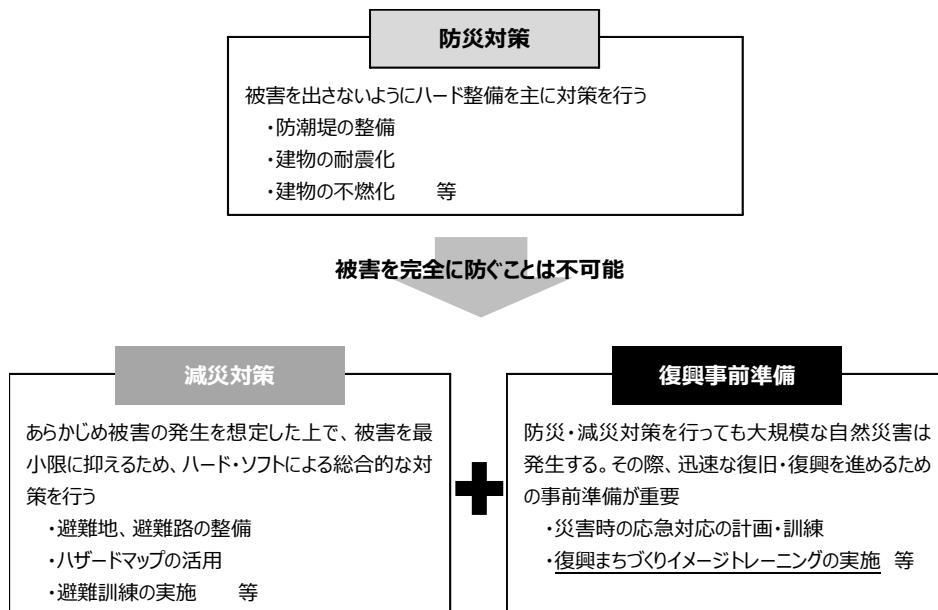 防災対策
被害を出さないようにハード整備を主に対策を行う
・防潮堤の整備
・建物の耐震化
・建物の不燃化　　等
被害を完全に防ぐことは不可能
減災対策
あらかじめ被害の発生を想定した上で、被害を最
小限に抑えるため、ハード・ソフトによる総合的な対
策を行う
・避難地、避難路の整備
・ハザードマップの活用
・避難訓練の実施　　等
復興事前準備
防災・減災対策を行っても大規模な自然災害は
発生する。その際、迅速な復旧・復興を進めるため
の事前準備が重要
・災害時の応急対応の計画・訓練
・復興まちづくりイメージトレーニングの実施　等